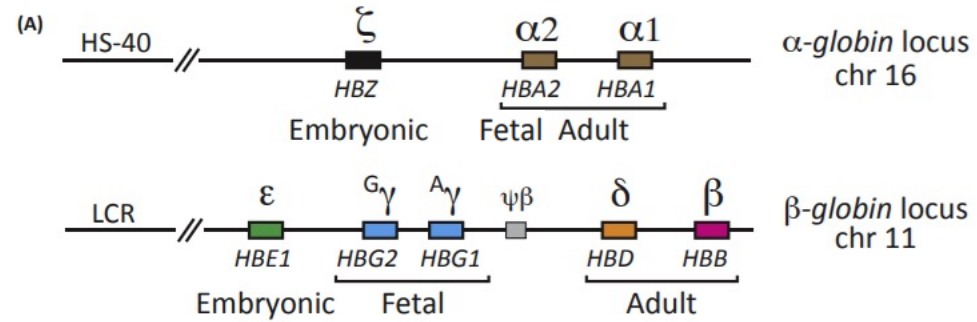 (A)
HS-40
ζ
α2
α1
α-globin locus
chr 16
HBZ
HBA2
HBA1
Embryonic
Fetal Adult
LCR
ε
Gγ
Aγ
ψβ
δ
β
β-globin locus
chr 11
HBE1
HBG2
HBG1
HBD
HBB
Embryonic
Fetal
Adult